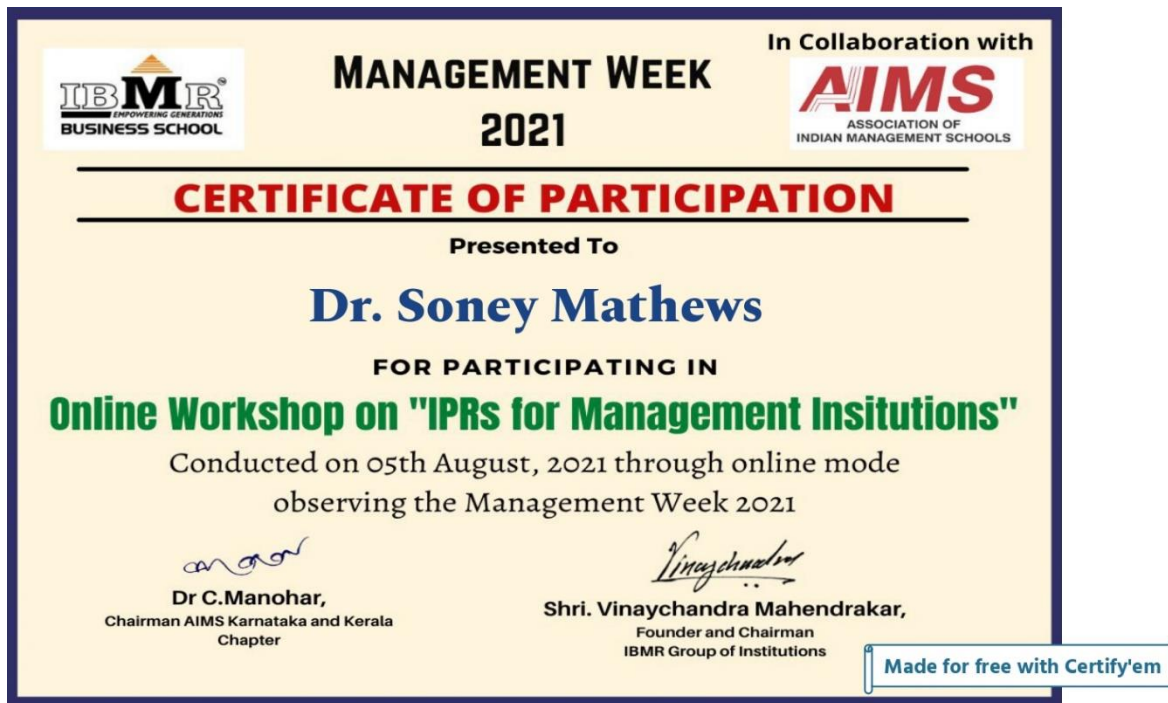 IBMR™
EMPOWERING GENERATIONS
BUSINESS SCHOOL
MANAGEMENT WEEK
2021
In Collaboration with
AIMS
ASSOCIATION OF
INDIAN MANAGEMENT SCHOOLS
CERTIFICATE OF PARTICIPATION
Presented To
Dr. Soney Mathews
FOR PARTICIPATING IN
Online Workshop on "IPRs for Management Insitutions"
Conducted on 05th August, 2021 through online mode
observing the Management Week 2021
Vinaychandra
Dr C.Manohar,
Chairman AIMS Karnataka and Kerala
Chapter
Shri. Vinaychandra Mahendrakar,
Founder and Chairman
IBMR Group of Institutions
Made for free with Certify'em